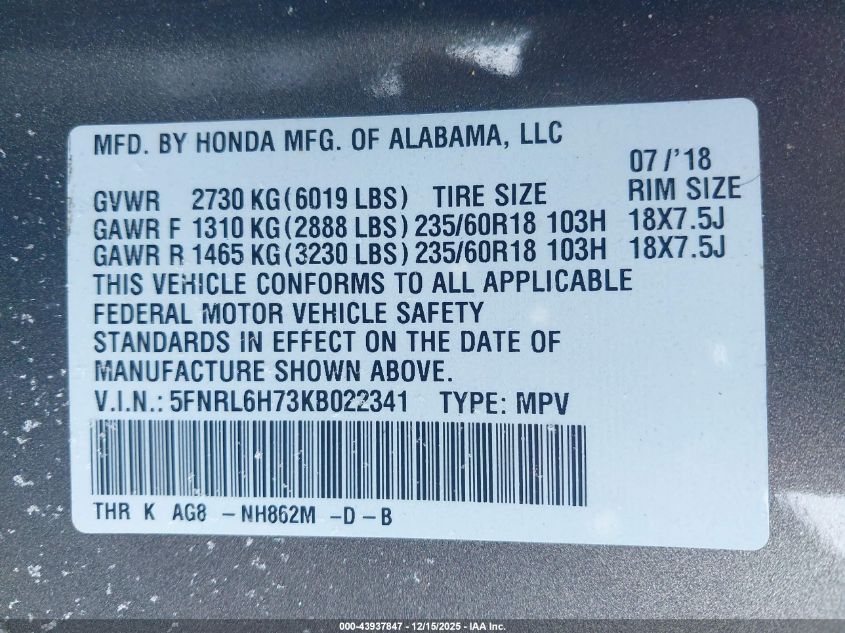 MFD. BY HONDA MFG. OF ALABAMA, LLC
07/'18
GVWR 2730 KG(6019 LBS) TIRE SIZE RIM SIZE
GAWR F 1310 KG(2888 LBS) 235/60R18 103H 18X7.5J
GAWR R 1465 KG(3230 LBS) 235/60R18 103H 18X7.5J
THIS VEHICLE CONFORMS TO ALL APPLICABLE
FEDERAL MOTOR VEHICLE SAFETY
STANDARDS IN EFFECT ON THE DATE OF
MANUFACTURE SHOWN ABOVE.
V.I.N.: 5FNRL6H73KB022341 TYPE: MPV
THR K AG8 -NH862M -D-B
000-43937847 - 12/15/2025 - IAA Inc.